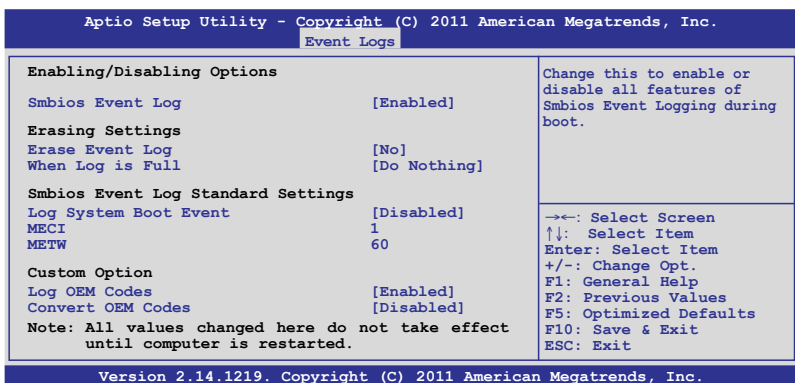 Aptio Setup Utility - Copyright (C) 2011 American Megatrends, Inc.
Event Logs
Enabling/Disabling Options
Smbios Event Log [Enabled]
Erasing Settings
Erase Event Log [No]
When Log is Full [Do Nothing]
Smbios Event Log Standard Settings
Log System Boot Event [Disabled]
MECI 1
METW 60
Custom Option
Log OEM Codes [Enabled]
Convert OEM Codes [Disabled]
Note: All values changed here do not take effect
until computer is restarted.
Change this to enable or
disable all features of
Smbios Event Logging during
boot.
→←: Select Screen
↑↓: Select Item
Enter: Select Item
+/-: Change Opt.
F1: General Help
F2: Previous Values
F5: Optimized Defaults
F10: Save & Exit
ESC: Exit
Version 2.14.1219. Copyright (C) 2011 American Megatrends, Inc.